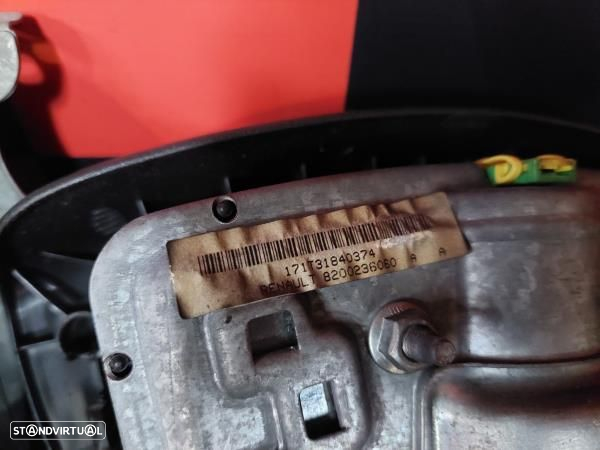 171T31840374
RENAULT 8200236060 A A
STANDVIRTUAL